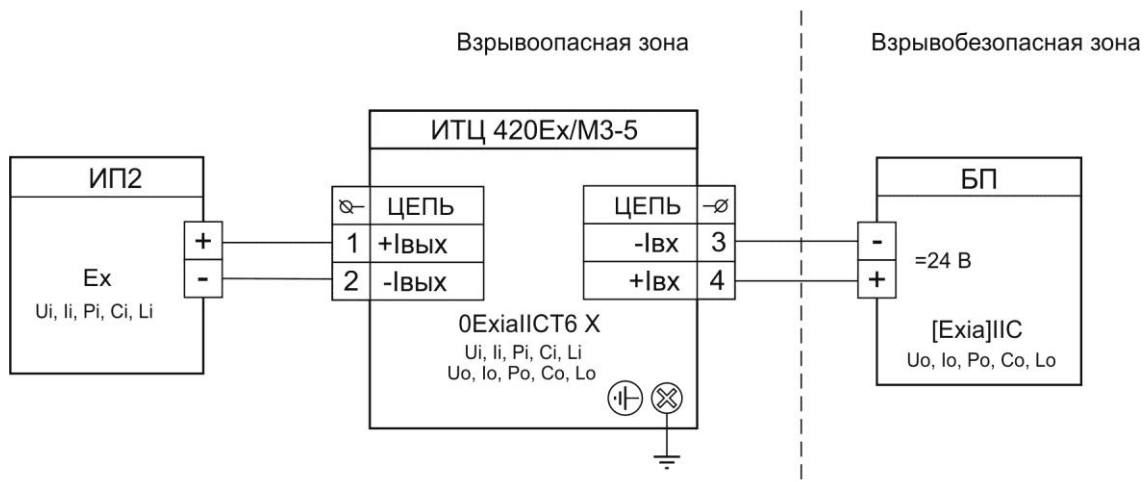 Взрывоопасная зона
Взрывобезопасная зона
ИТЦ 420Ex/М3-5
ИП2
БП
ЦЕПЬ
ЦЕПЬ
+
1
+Iвых
-Iвх
3
-
=24 В
-
2
-Iвых
+Iвх
4
+
Ex
Ui, Ii, Pi, Ci, Li
0ExiaIICT6 X
Ui, Ii, Pi, Ci, Li
Uo, Io, Po, Co, Lo
[Exia]IIC
Uo, Io, Po, Co, Lo